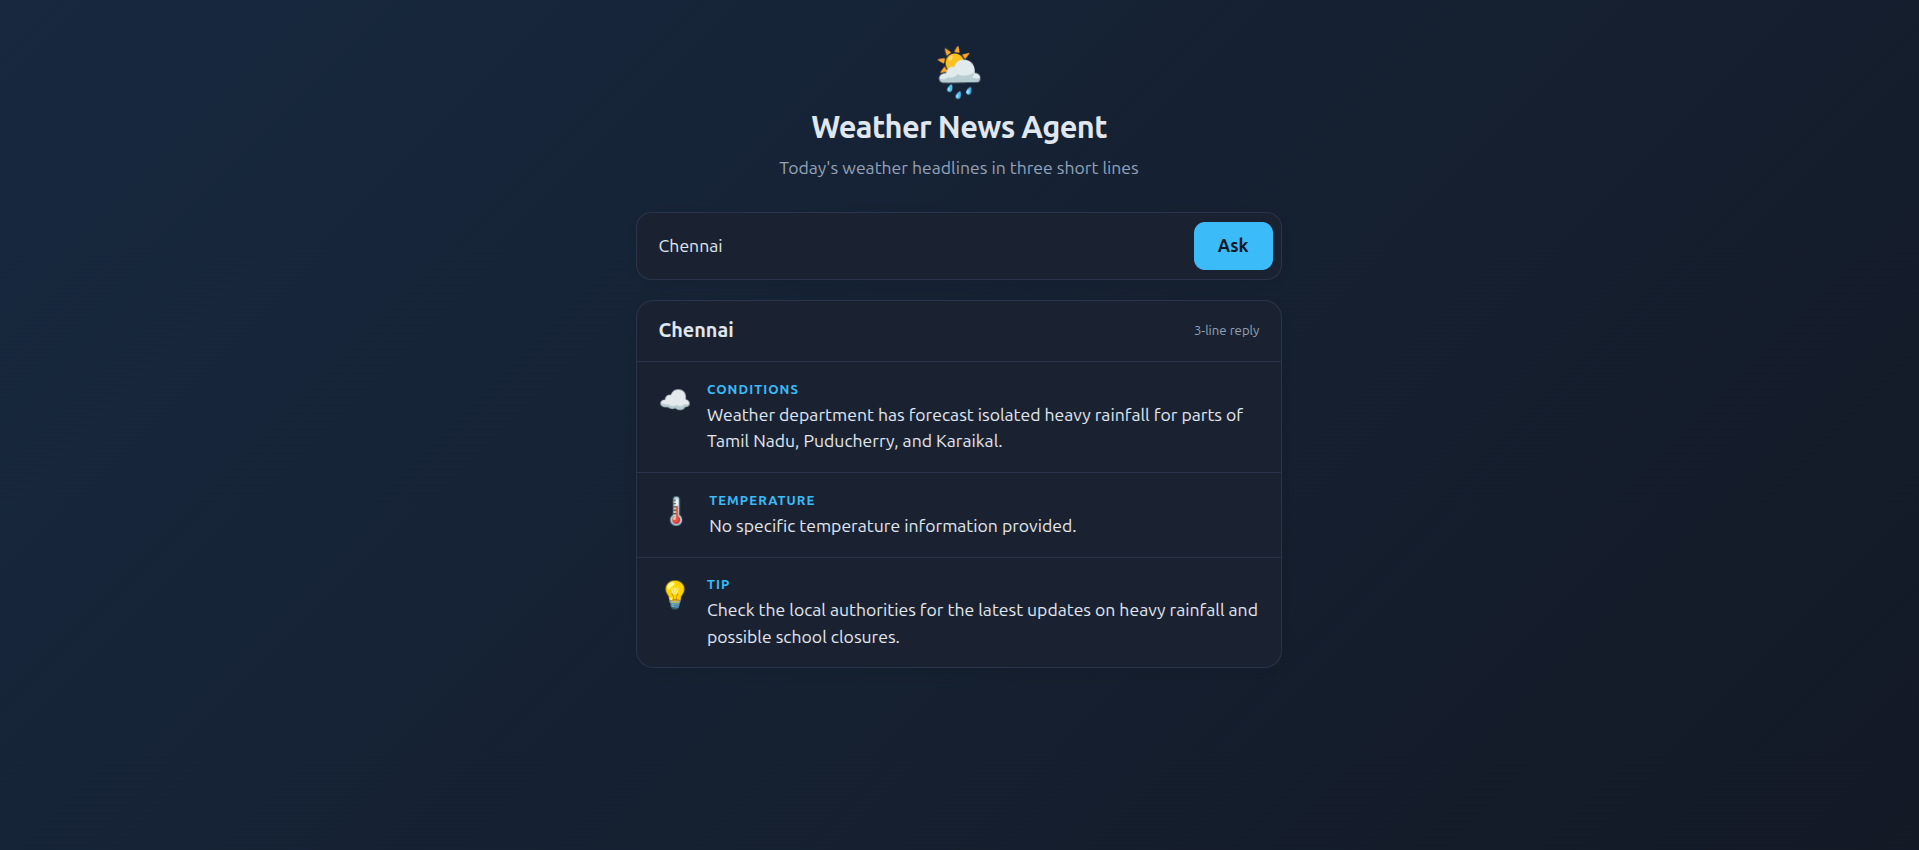 Weather News Agent
Today's weather headlines in three short lines
Chennai
Ask
Chennai
3-line reply
CONDITIONS
Weather department has forecast isolated heavy rainfall for parts of
Tamil Nadu, Puducherry, and Karaikal.
TEMPERATURE
No specific temperature information provided.
TIP
Check the local authorities for the latest updates on heavy rainfall and
possible school closures.